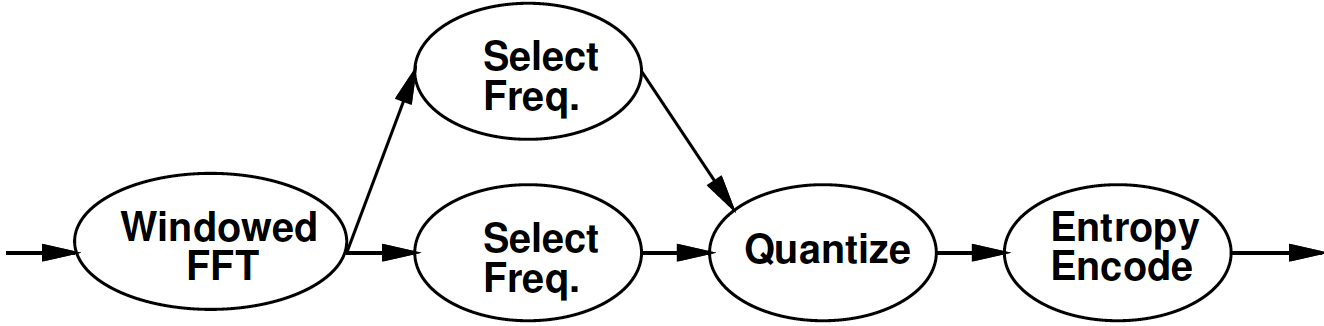 Select
Freq.
Windowed
FFT
Select
Freq.
Quantize
Entropy
Encode